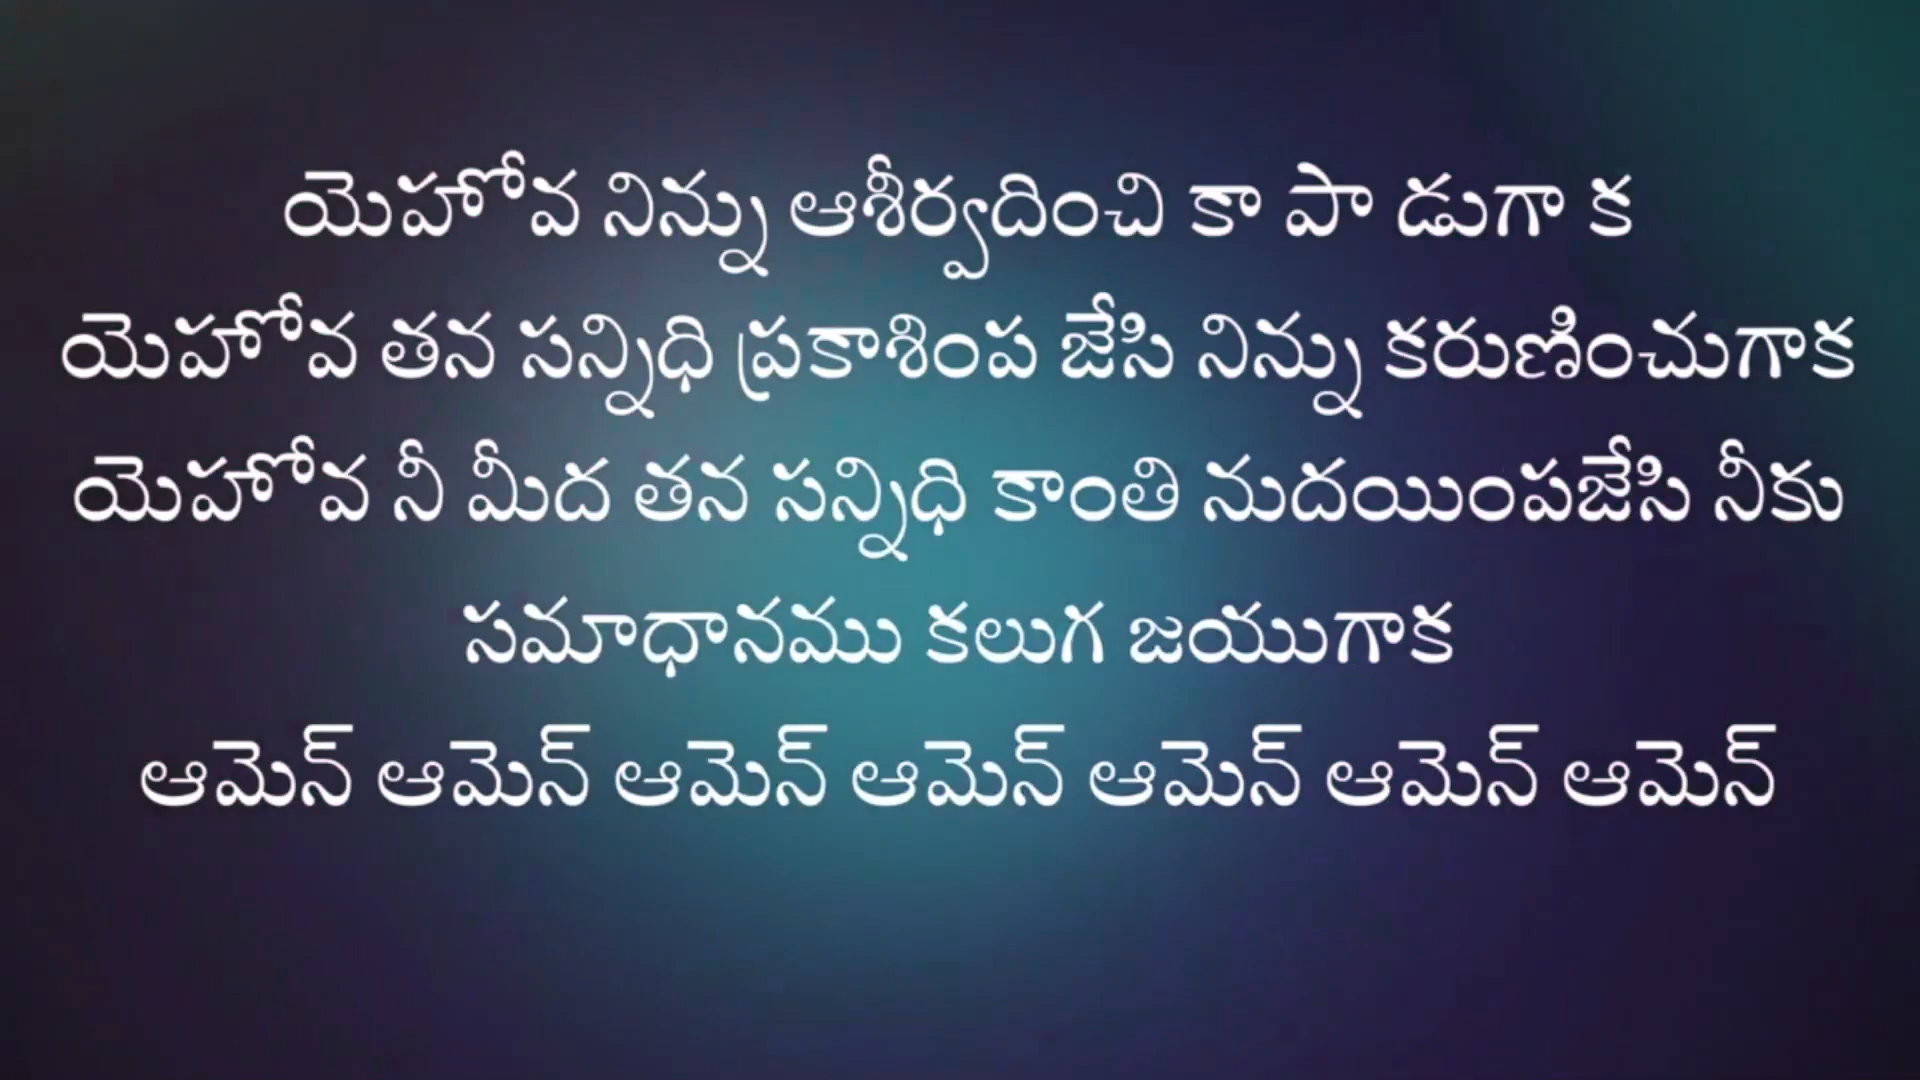 యెహోవ నిన్ను ఆశీర్వదించి కా పా డుగా క
యెహోవ తన సన్నిధి ప్రకాశింప జేసి నిన్ను కరుణించుగాక
యెహోవ నీ మీద తన సన్నిధి కాంతి నుదయింపజేసి నీకు
సమాధానము కలుగ జయుగాక
ఆమెన్ ఆమెన్ ఆమెన్ ఆమెన్ ఆమెన్ ఆమెన్ ఆమెన్